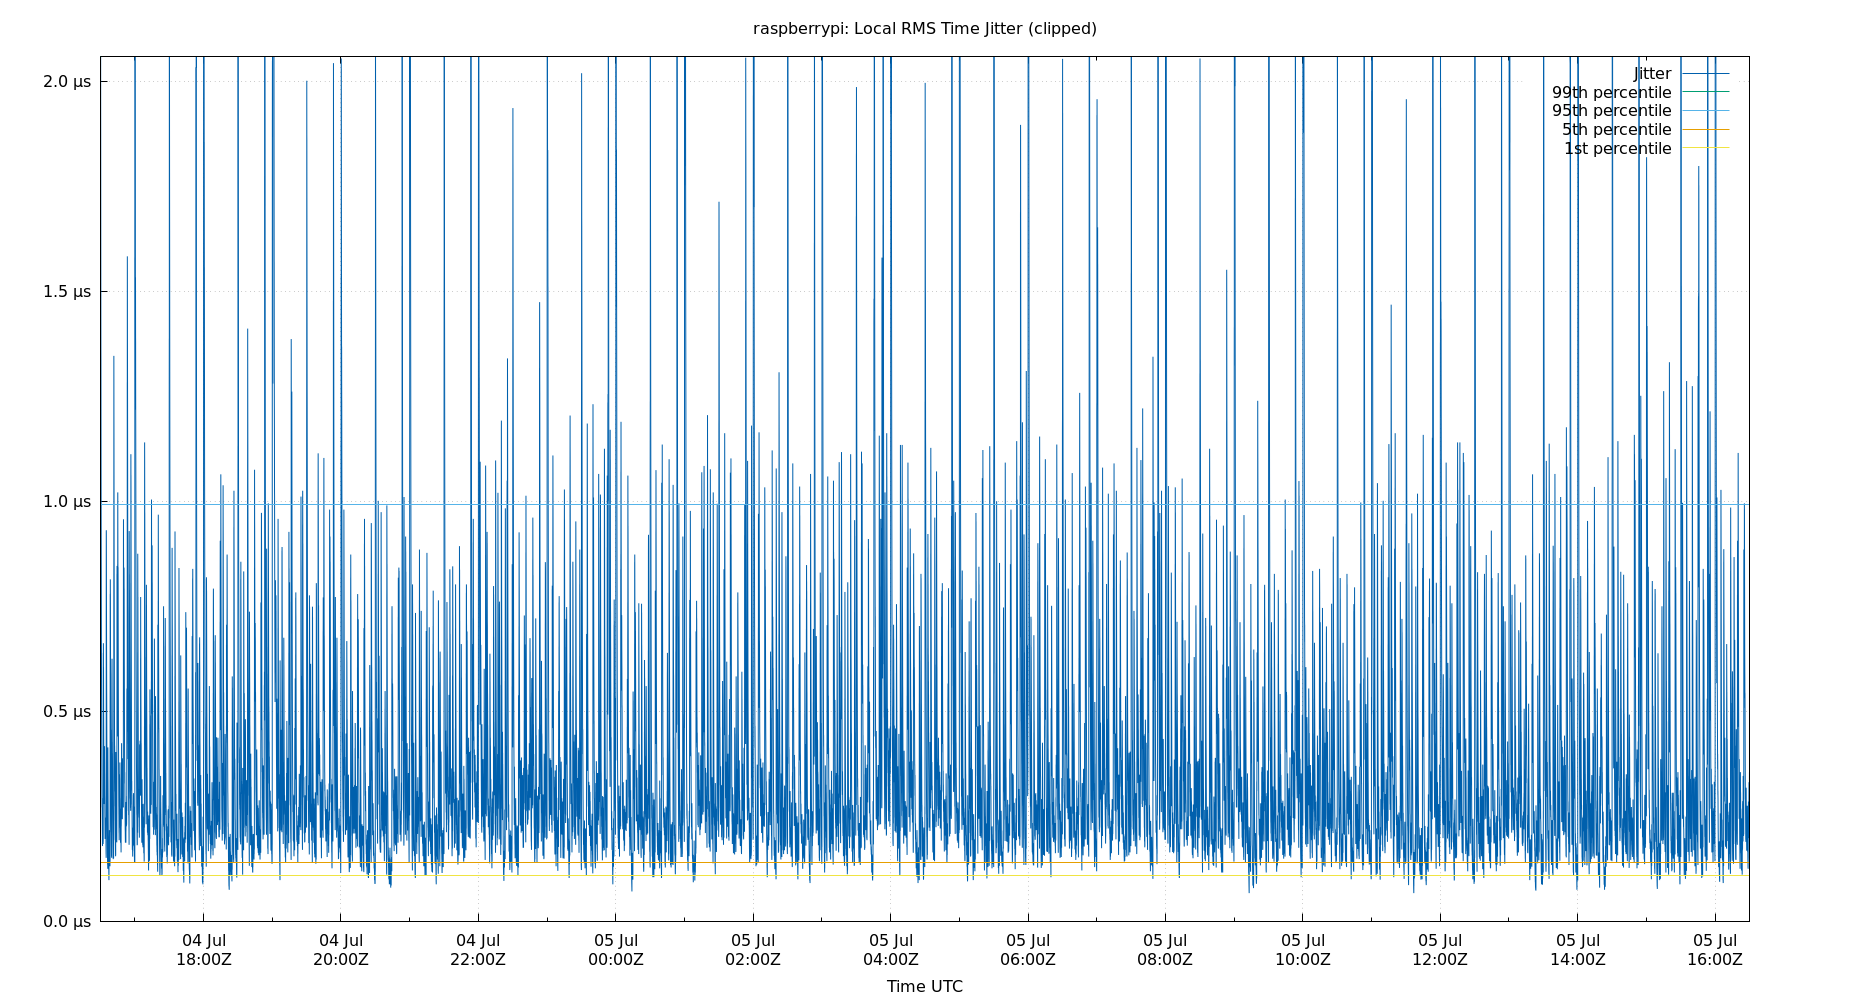 raspberrypi: Local RMS Time Jitter (clipped)
2.0 µs
1.5 µs
1.0 µs
0.5 µs
0.0 µs
Jitter
99th percentile
95th percentile
5th percentile
1st percentile
04 Jul 04 Jul 04 Jul 05 Jul 05 Jul 05 Jul 05 Jul 05 Jul 05 Jul 05 Jul 05 Jul 05 Jul
18:00Z 20:00Z 22:00Z 00:00Z 02:00Z 04:00Z 06:00Z 08:00Z 10:00Z 12:00Z 14:00Z 16:00Z
Time UTC